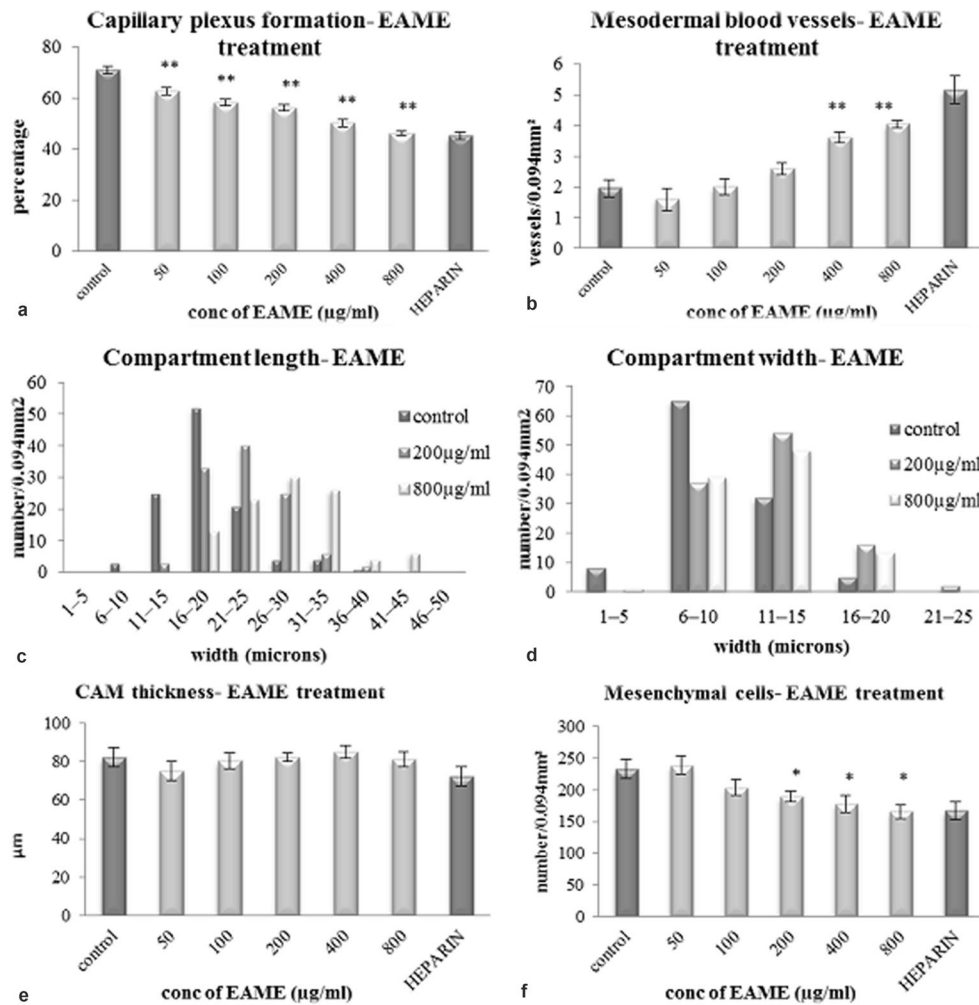 Capillary plexus formation- EAME
treatment
80
60
40
20
0
percentage
** ** ** ** **
control 50 100 200 400 800 HEPARIN
conc of EAME (µg/ml)
a
Mesodermal blood vessels- EAME
treatment
6
5
4
3
2
1
0
vessels/0.094mm²
** **
control 50 100 200 400 800 HEPARIN
conc of EAME (µg/ml)
b
Compartment length- EAME
60
50
40
30
20
10
0
number/0.094mm2
control
200µg/ml
800µg/ml
1–5 6–10 11–15 16–20 21–25 26–30 31–35 36–40 41–45 46–50
width (microns)
c
Compartment width- EAME
70
60
50
40
30
20
10
0
number/0.094mm2
control
200µg/ml
800µg/ml
1–5 6–10 11–15 16–20 21–25
width (microns)
d
CAM thickness- EAME treatment
100
80
60
40
20
0
µm
control 50 100 200 400 800 HEPARIN
conc of EAME (µg/ml)
e
Mesenchymal cells- EAME treatment
300
250
200
150
100
50
0
number/0.094mm²
* * *
control 50 100 200 400 800 HEPARIN
conc of EAME (µg/ml)
f